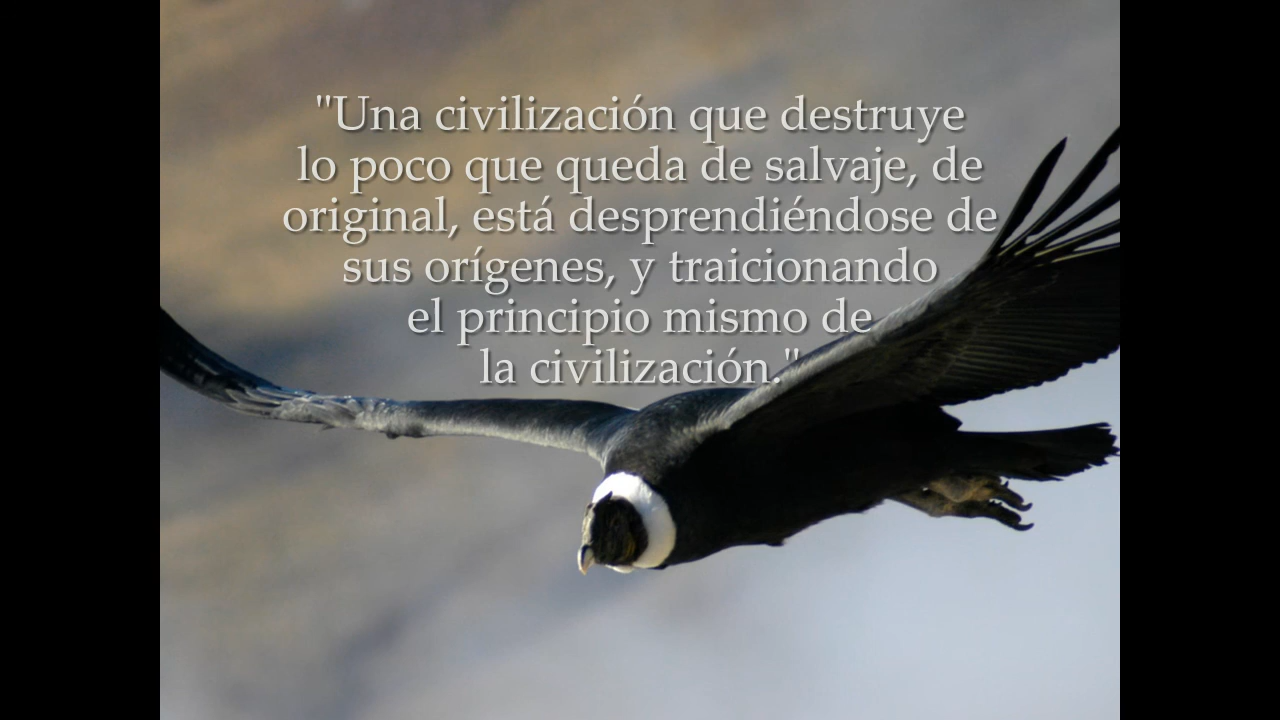 "Una civilización que destruye
lo poco que queda de salvaje, de
original, está desprendiéndose de
sus orígenes, y traicionando
el principio mismo de
la civilización."